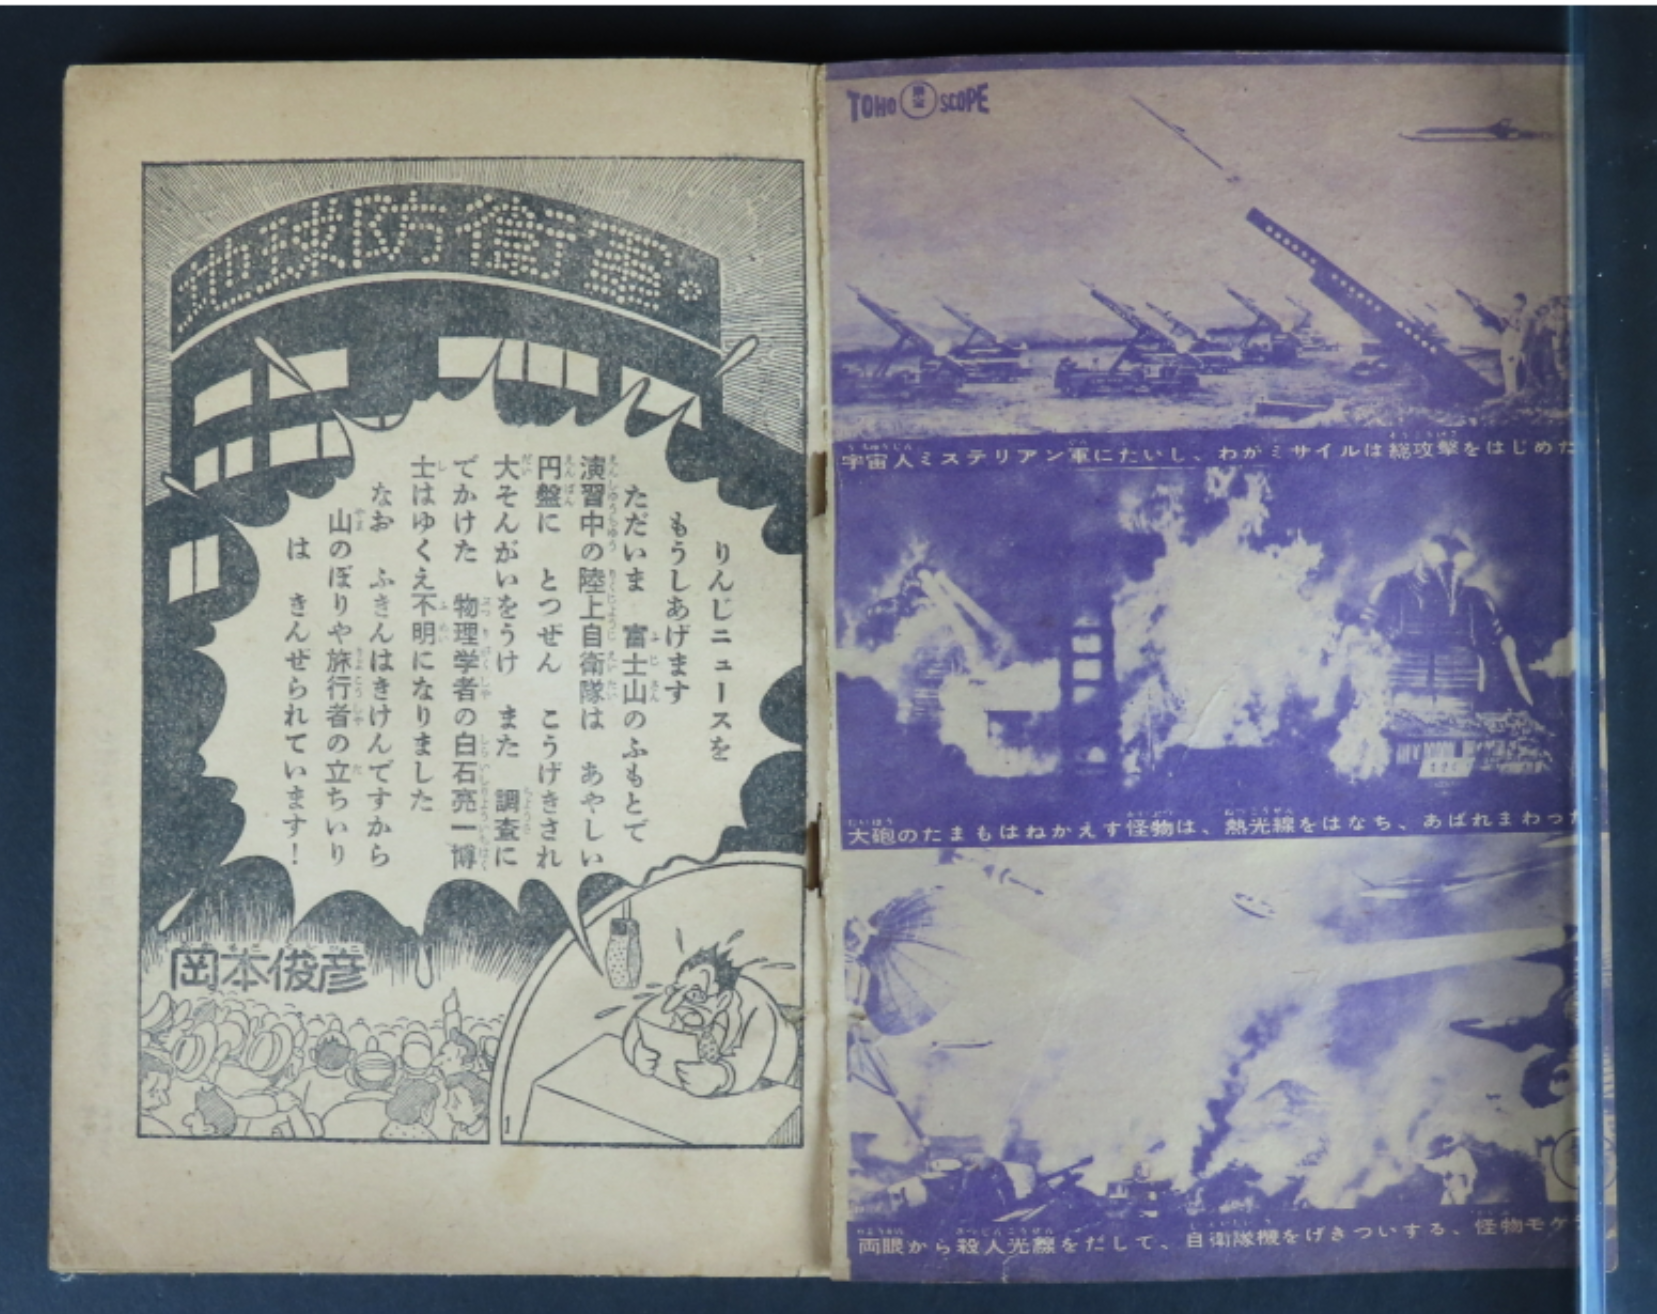 TOHO SCOPE
宇宙人ミステリアン軍にたいし、わがミサイルは総攻撃をはじめた
大砲のたまもはねかえす怪物は、熱光線をはなち、あばれまわった
両眼から殺人光線をだして、自衛隊機をげきついする、怪物モゲ
地球防衛軍
りんじニュースを
もうしあげます
ただいま 富士山のふもとで
演習中の陸上自衛隊は あやしい
円盤に とつぜん こうげきされ
大そんがいをうけ また 調査に
でかけた 物理学者の白石亮一博
士はゆくえ不明になりました
なお ふきんはきけんですから
山のぼりや旅行者の立ちいり
は きんぜられています！
岡本俊彦
1